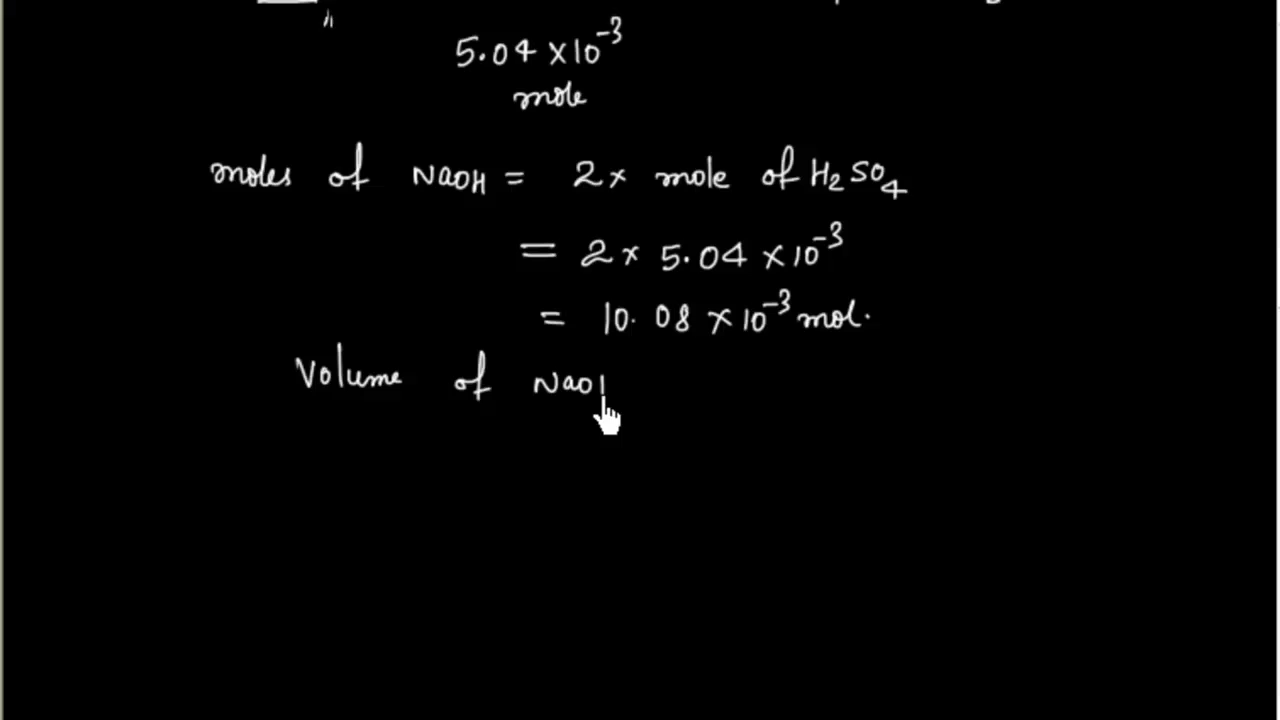 5.04 ×10⁻³
mole
moles of NaOH = 2 × mole of H₂SO₄
= 2 × 5.04 ×10⁻³
= 10.08 ×10⁻³ mol.
Volume of NaO